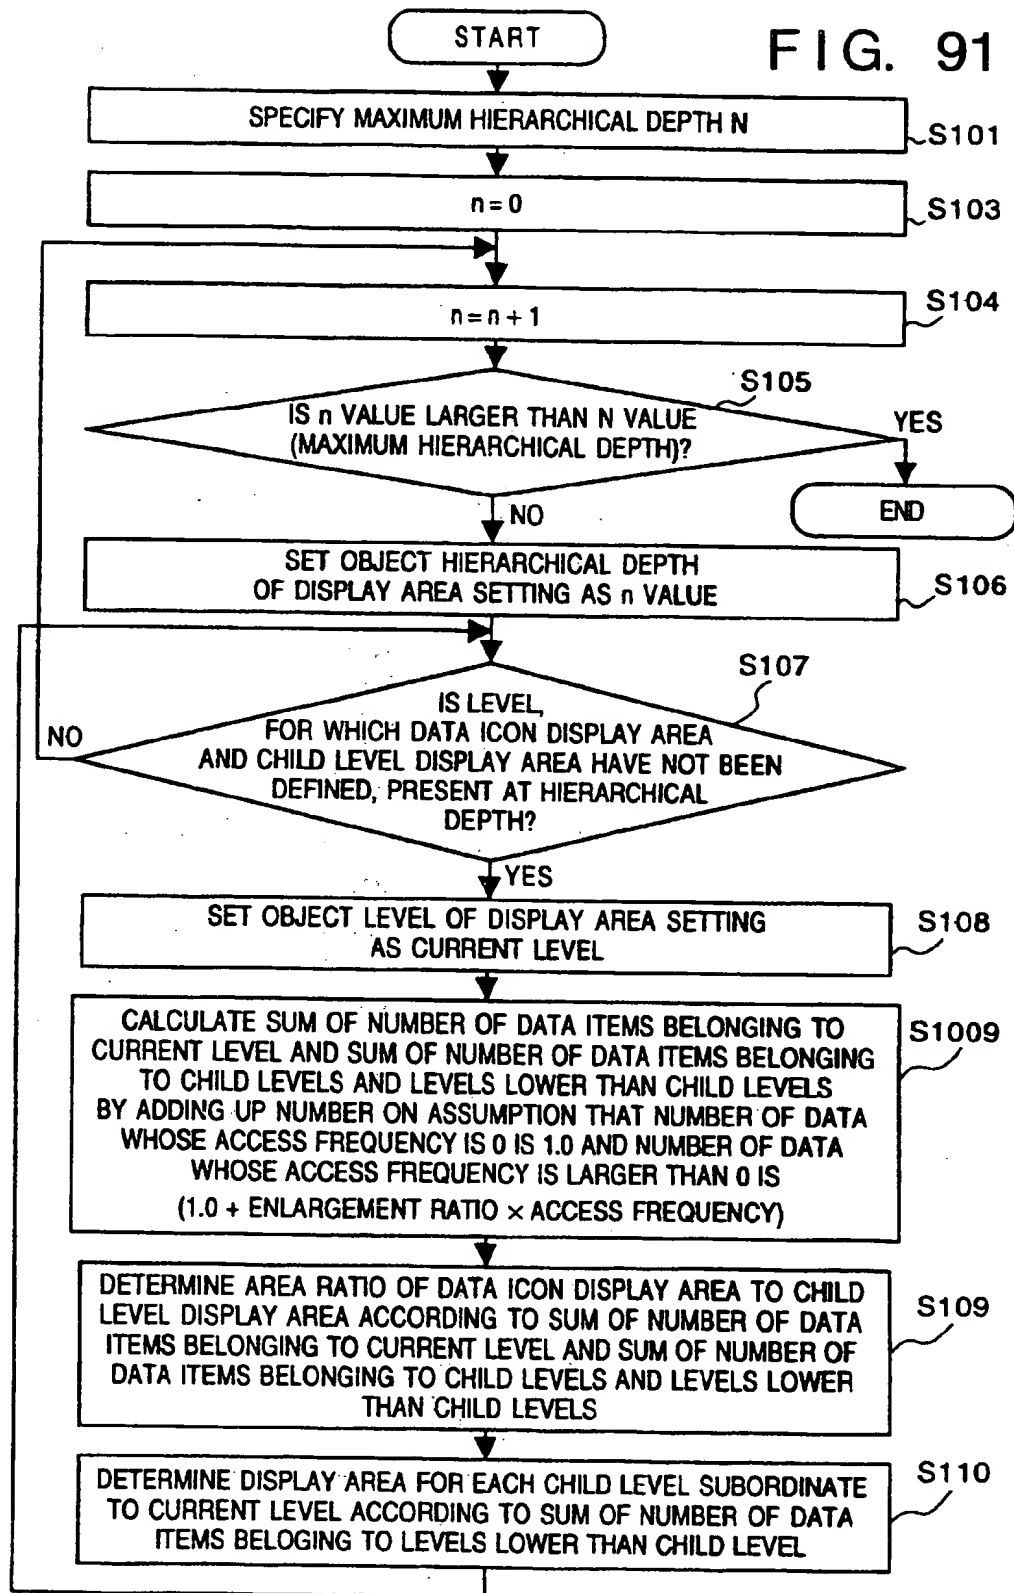 START
FIG. 91
SPECIFY MAXIMUM HIERARCHICAL DEPTH N
S101
n=0
S103
n=n+1
S104
S105
IS n VALUE LARGER THAN N VALUE
(MAXIMUM HIERARCHICAL DEPTH)?
YES
END
NO
SET OBJECT HIERARCHICAL DEPTH
OF DISPLAY AREA SETTING AS n VALUE
S106
S107
IS LEVEL,
FOR WHICH DATA ICON DISPLAY AREA
AND CHILD LEVEL DISPLAY AREA HAVE NOT BEEN
DEFINED, PRESENT AT HIERARCHICAL
DEPTH?
NO
YES
SET OBJECT LEVEL OF DISPLAY AREA SETTING
AS CURRENT LEVEL
S108
CALCULATE SUM OF NUMBER OF DATA ITEMS BELONGING TO
CURRENT LEVEL AND SUM OF NUMBER OF DATA ITEMS BELONGING
TO CHILD LEVELS AND LEVELS LOWER THAN CHILD LEVELS
BY ADDING UP NUMBER ON ASSUMPTION THAT NUMBER OF DATA
WHOSE ACCESS FREQUENCY IS 0 IS 1.0 AND NUMBER OF DATA
WHOSE ACCESS FREQUENCY IS LARGER THAN 0 IS
(1.0 + ENLARGEMENT RATIO × ACCESS FREQUENCY)
S1009
DETERMINE AREA RATIO OF DATA ICON DISPLAY AREA TO CHILD
LEVEL DISPLAY AREA ACCORDING TO SUM OF NUMBER OF DATA
ITEMS BELONGING TO CURRENT LEVEL AND SUM OF NUMBER OF
DATA ITEMS BELONGING TO CHILD LEVELS AND LEVELS LOWER
THAN CHILD LEVELS
S109
DETERMINE DISPLAY AREA FOR EACH CHILD LEVEL SUBORDINATE
TO CURRENT LEVEL ACCORDING TO SUM OF NUMBER OF DATA
ITEMS BELOGING TO LEVELS LOWER THAN CHILD LEVEL
S110